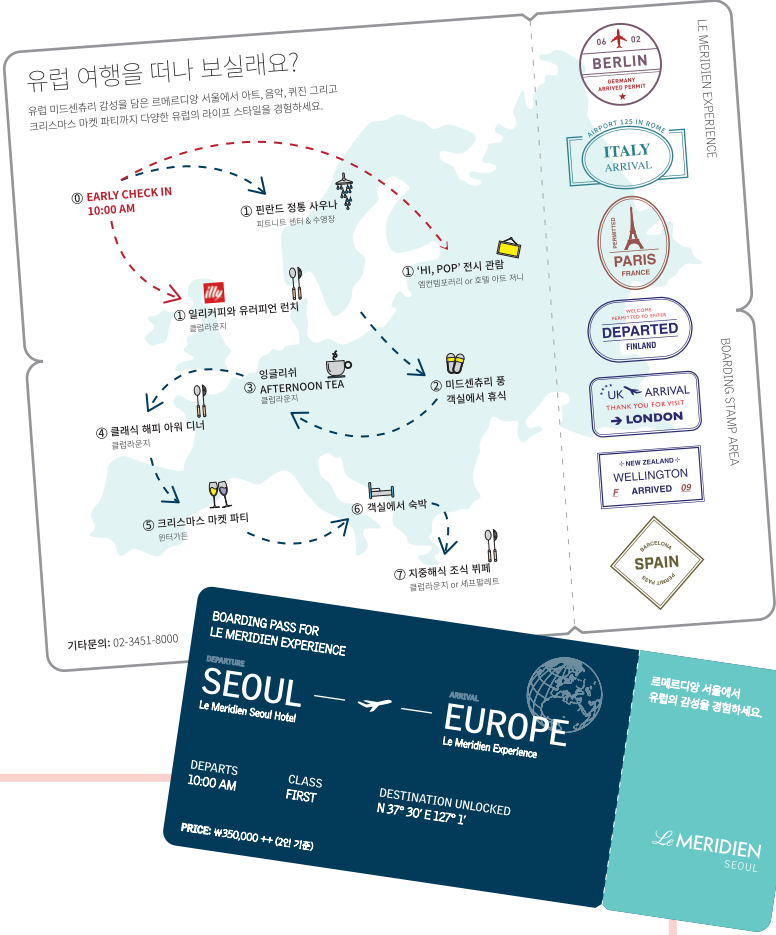 유럽 여행을 떠나 보실래요?
유럽 미드센츄리 감성을 담은 르메르디앙 서울에서 아트, 음악, 퀴진 그리고
크리스마스 마켓 파티까지 다양한 유럽의 라이프 스타일을 경험하세요.
⓪ EARLY CHECK IN
10:00 AM
① 핀란드 정통 사우나
피트니트 센터 & 수영장
① 'HI, POP' 전시 관람
엠컨템포러리 or 호텔 아트 저니
illy
① 일리커피와 유러피언 런치
클럽라운지
② 미드센츄리 풍
객실에서 휴식
잉글리쉬
③ AFTERNOON TEA
클럽라운지
④ 클래식 해피 아워 디너
클럽라운지
⑤ 크리스마스 마켓 파티
윈터가든
⑥ 객실에서 숙박
⑦ 지중해식 조식 뷔페
클럽라운지 or 셰프팔레트
기타문의: 02-3451-8000
LE MERIDIEN EXPERIENCE
BOARDING STAMP AREA
06 02
BERLIN
GERMANY
ARRIVED PERMIT
AIRPORT 125 IN ROME
ITALY
ARRIVAL
PERMITTED
PARIS
FRANCE
WELCOME
PERMITTED TO ENTER
DEPARTED
FINLAND
UK ARRIVAL
THANK YOU FOR VISIT
LONDON
NEW ZEALAND
WELLINGTON
F ARRIVED 09
BARCELONA
SPAIN
PERMIT PASS
BOARDING PASS FOR
LE MERIDIEN EXPERIENCE
DEPARTURE
SEOUL
Le Meridien Seoul Hotel
ARRIVAL
EUROPE
Le Meridien Experience
DEPARTS
10:00 AM
CLASS
FIRST
DESTINATION UNLOCKED
N 37° 30′ E 127° 1′
PRICE: ₩350,000 ++ (2인 기준)
르메르디앙 서울에서
유럽의 감성을 경험하세요.
Le MERIDIEN
SEOUL